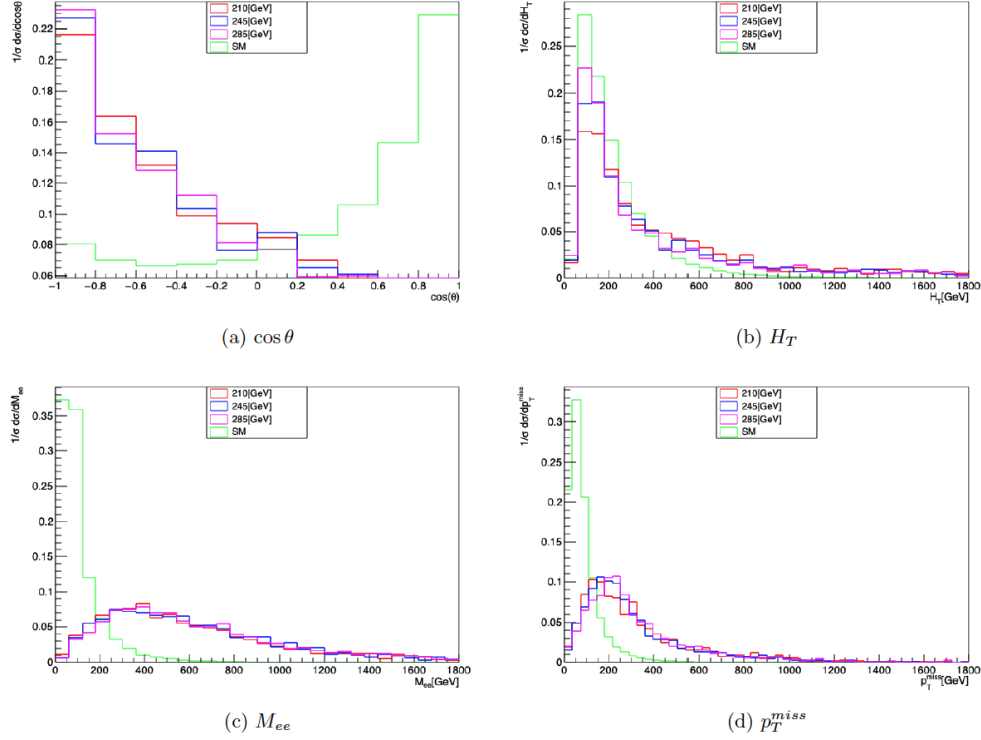 1/σ dσ/dcosθ
210[GeV]
245[GeV]
285[GeV]
SM
0.22
0.2
0.18
0.16
0.14
0.12
0.1
0.08
0.06
−1 −0.8 −0.6 −0.4 −0.2 0 0.2 0.4 0.6 0.8 1
cos(θ)
(a) cos θ
1/σ dσ/dH_T
210[GeV]
245[GeV]
285[GeV]
SM
0.25
0.2
0.15
0.1
0.05
0
0 200 400 600 800 1000 1200 1400 1600 1800
H_T[GeV]
(b) H_T
1/σ dσ/dM_ee
210[GeV]
245[GeV]
285[GeV]
SM
0.35
0.3
0.25
0.2
0.15
0.1
0.05
0
200 400 600 800 1000 1200 1400 1600 1800
M_ee[GeV]
(c) M_ee
1/σ dσ/dp_T^miss
210[GeV]
245[GeV]
285[GeV]
SM
0.3
0.25
0.2
0.15
0.1
0.05
0
0 200 400 600 800 1000 1200 1400 1600 1800
p_T^miss[GeV]
(d) p_T^miss